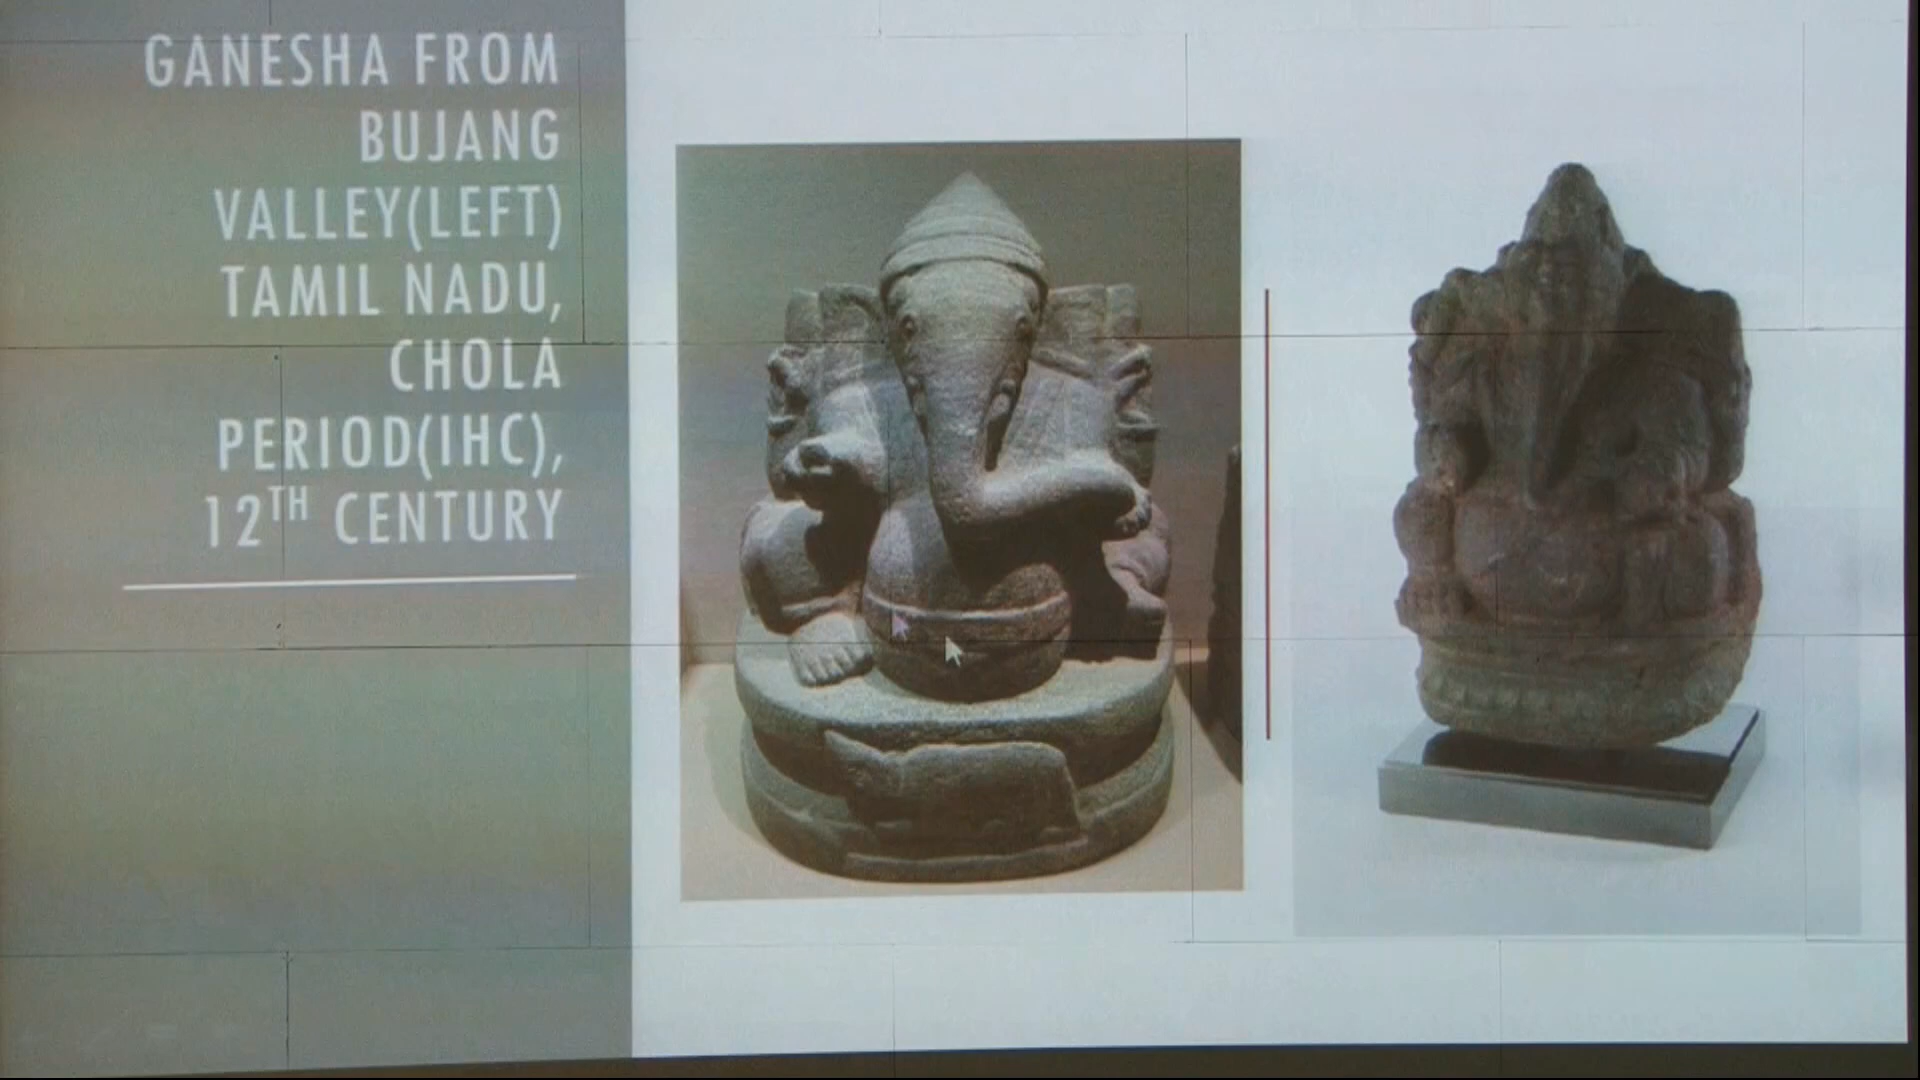 GANESHA FROM
BUJANG
VALLEY(LEFT)
TAMIL NADU,
CHOLA
PERIOD(IHC),
12TH CENTURY